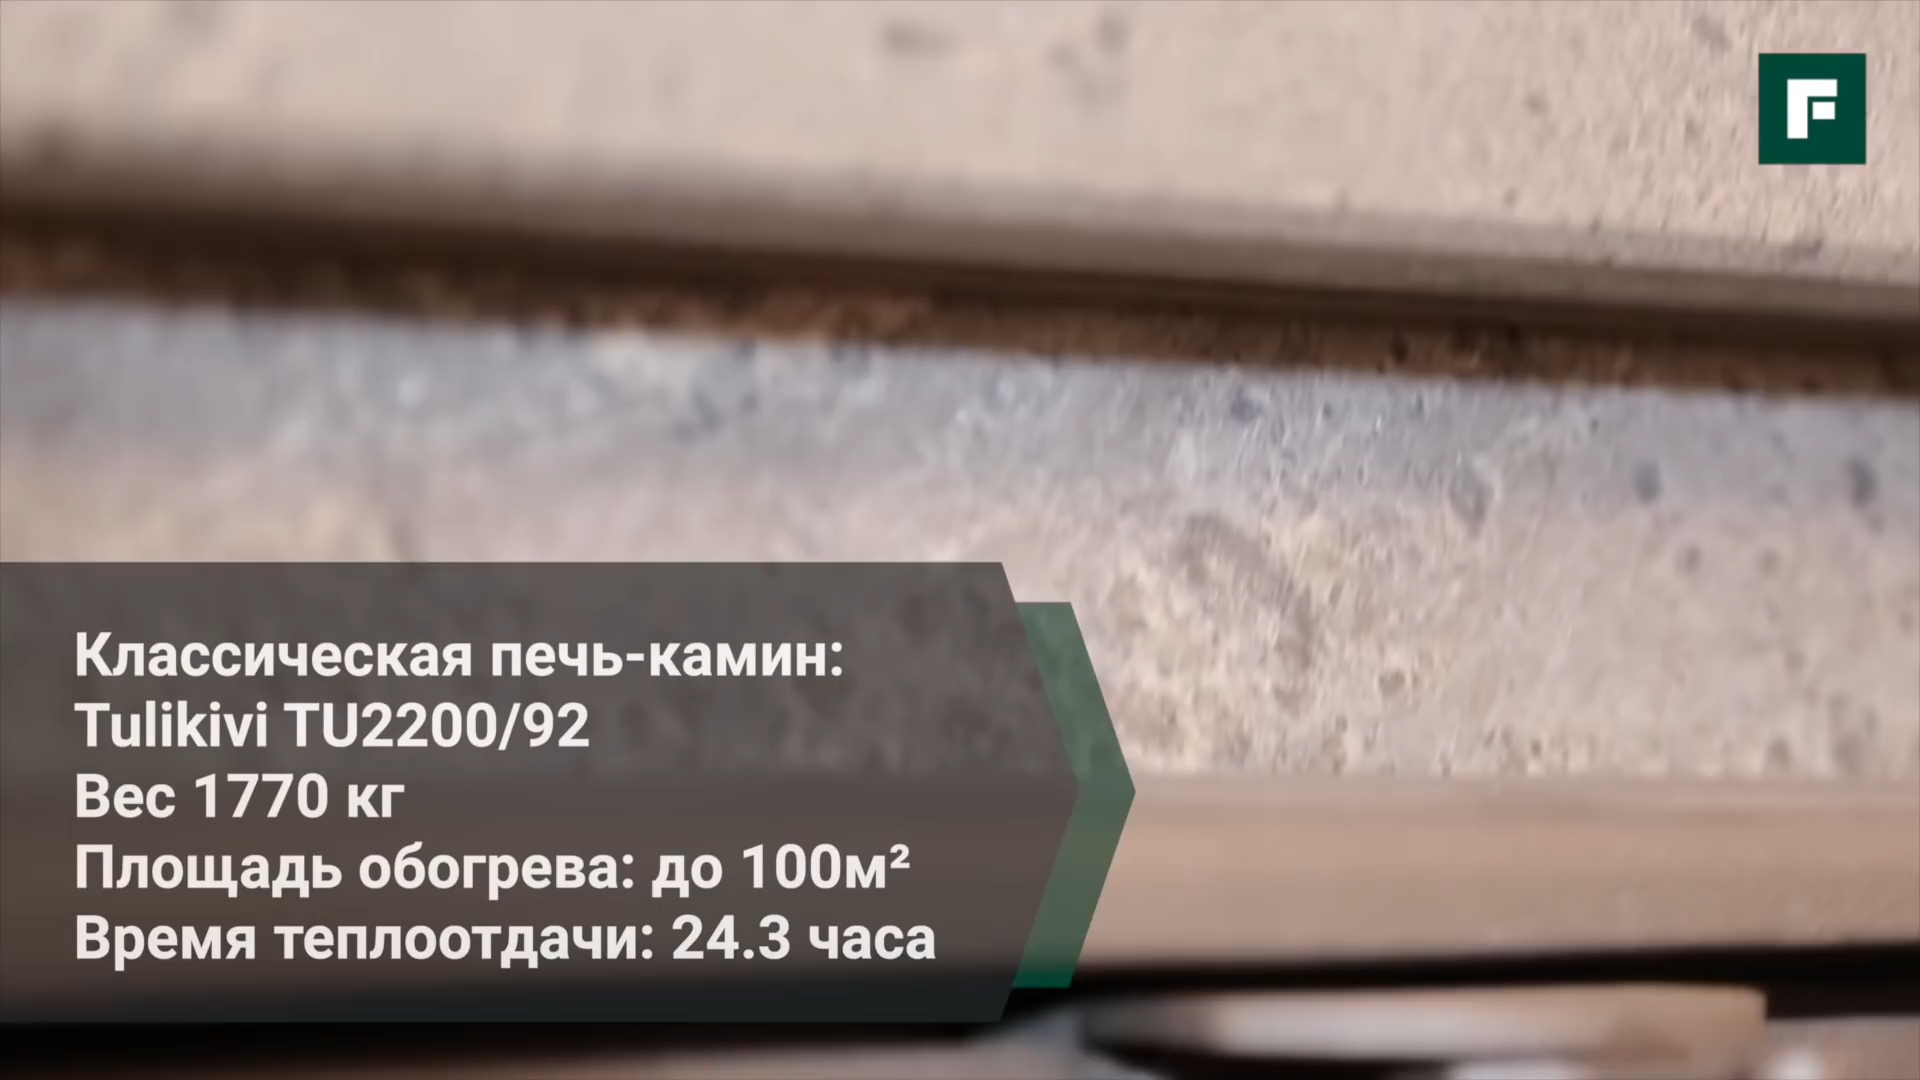 Классическая печь-камин:
Tulikivi TU2200/92
Вес 1770 кг
Площадь обогрева: до 100м²
Время теплоотдачи: 24.3 часа